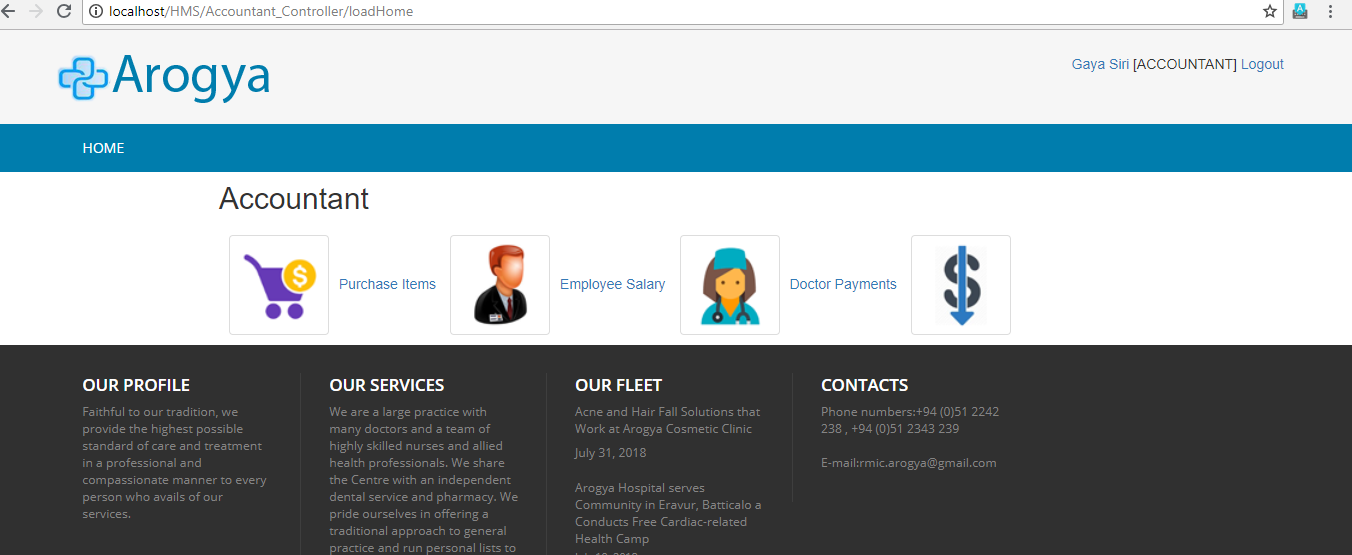 localhost/HMS/Accountant_Controller/loadHome
Arogya
Gaya Siri [ACCOUNTANT] Logout
HOME
Accountant
Purchase Items
Employee Salary
Doctor Payments
OUR PROFILE
Faithful to our tradition, we
provide the highest possible
standard of care and treatment
in a professional and
compassionate manner to every
person who avails of our
services.
OUR SERVICES
We are a large practice with
many doctors and a team of
highly skilled nurses and allied
health professionals. We share
the Centre with an independent
dental service and pharmacy. We
pride ourselves in offering a
traditional approach to general
practice and run personal lists to
OUR FLEET
Acne and Hair Fall Solutions that
Work at Arogya Cosmetic Clinic
July 31, 2018
Arogya Hospital serves
Community in Eravur, Batticalo a
Conducts Free Cardiac-related
Health Camp
CONTACTS
Phone numbers:+94 (0)51 2242
238 , +94 (0)51 2343 239
E-mail:rmic.arogya@gmail.com